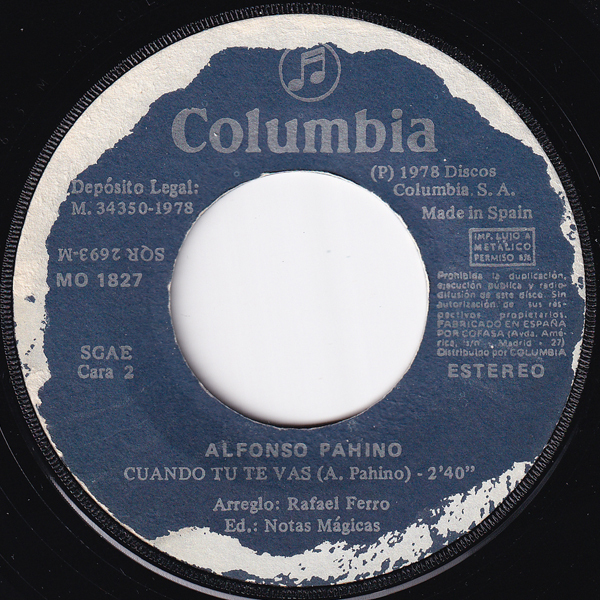 Columbia
Depósito Legal:
M. 34350-1978
(P) 1978 Discos
Columbia, S. A.
Made in Spain
SQR 2693-M
MO 1827
IMP. LUJO A
METÁLICO
PERMISO 876
Prohibida la duplicación,
ejecución pública y radio-
difusión de este disco. Sin
autorización de sus res-
pectivos propietarios.
FABRICADO EN ESPAÑA
POR COFASA (Avda. Amé-
rica, s/n - Madrid - 27)
Distribuido por COLUMBIA
SGAE
Cara 2
ESTEREO
ALFONSO PAHINO
CUANDO TU TE VAS (A. Pahino) - 2'40"
Arreglo: Rafael Ferro
Ed.: Notas Mágicas